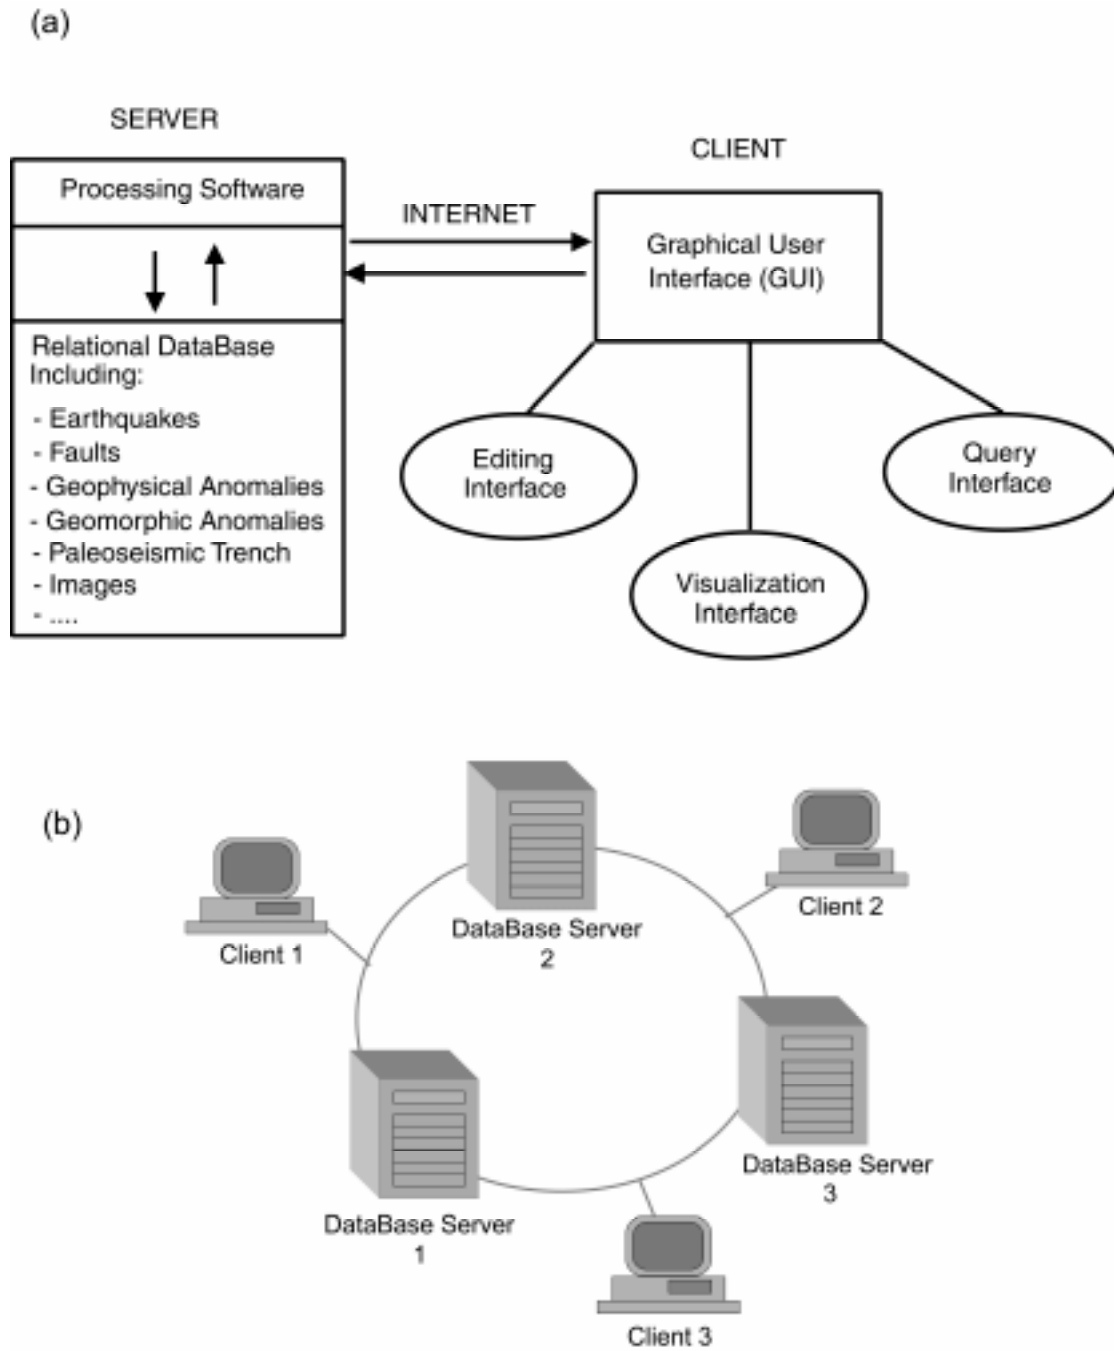 (a)
SERVER
Processing Software
Relational DataBase
Including:
- Earthquakes
- Faults
- Geophysical Anomalies
- Geomorphic Anomalies
- Paleoseismic Trench
- Images
- ....
INTERNET
CLIENT
Graphical User
Interface (GUI)
Editing
Interface
Visualization
Interface
Query
Interface
(b)
Client 1
DataBase Server
2
Client 2
DataBase Server
3
DataBase Server
1
Client 3